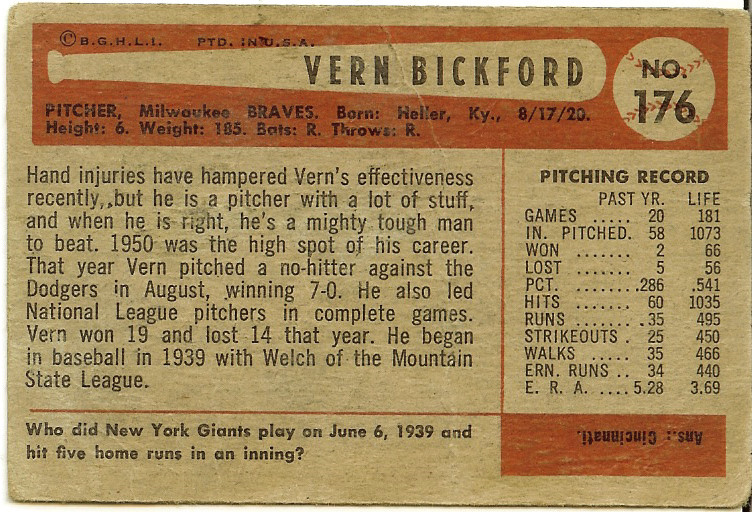 © B.G.H.L.I. PTD. IN U.S.A.
VERN BICKFORD
NO.
176
PITCHER, Milwaukee BRAVES. Born: Heller, Ky., 8/17/20.
Height: 6. Weight: 185. Bats: R. Throws: R.
Hand injuries have hampered Vern's effectiveness
recently, but he is a pitcher with a lot of stuff,
and when he is right, he's a mighty tough man
to beat. 1950 was the high spot of his career.
That year Vern pitched a no-hitter against the
Dodgers in August, winning 7-0. He also led
National League pitchers in complete games.
Vern won 19 and lost 14 that year. He began
in baseball in 1939 with Welch of the Mountain
State League.
PITCHING RECORD
PAST YR. LIFE
GAMES ..... 20 181
IN. PITCHED. 58 1073
WON ....... 2 66
LOST ....... 5 56
PCT. ...... .286 .541
HITS ...... 60 1035
RUNS ...... 35 495
STRIKEOUTS . 25 450
WALKS .... 35 466
ERN. RUNS .. 34 440
E. R. A. .... 5.28 3.69
Who did New York Giants play on June 6, 1939 and
hit five home runs in an inning?
Ans.: Cincinnati.